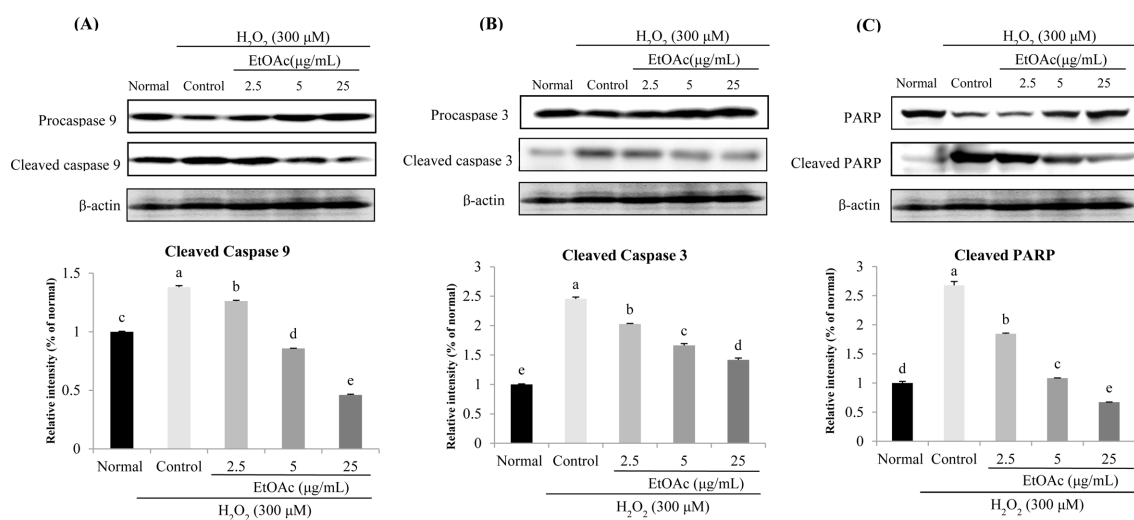 (A)
H₂O₂ (300 μM)
EtOAc(μg/mL)
Normal Control 2.5 5 25
Procaspase 9
Cleaved caspase 9
β-actin
Cleaved Caspase 9
Relative intensity (% of normal)
1.5
1
0.5
0
c
a
b
d
e
Normal Control 2.5 5 25
EtOAc (μg/mL)
H₂O₂ (300 μM)
(B)
H₂O₂ (300 μM)
EtOAc(μg/mL)
Normal Control 2.5 5 25
Procaspase 3
Cleaved caspase 3
β-actin
Cleaved Caspase 3
Relative intensity (% of normal)
3
2.5
2
1.5
1
0.5
0
e
a
b
c
d
Normal Control 2.5 5 25
EtOAc (μg/mL)
H₂O₂ (300 μM)
(C)
H₂O₂ (300 μM)
EtOAc(μg/mL)
Normal Control 2.5 5 25
PARP
Cleaved PARP
β-actin
Cleaved PARP
Relative intensity (% of normal)
3
2.5
2
1.5
1
0.5
0
d
a
b
c
e
Normal Control 2.5 5 25
EtOAc (μg/mL)
H₂O₂ (300 μM)